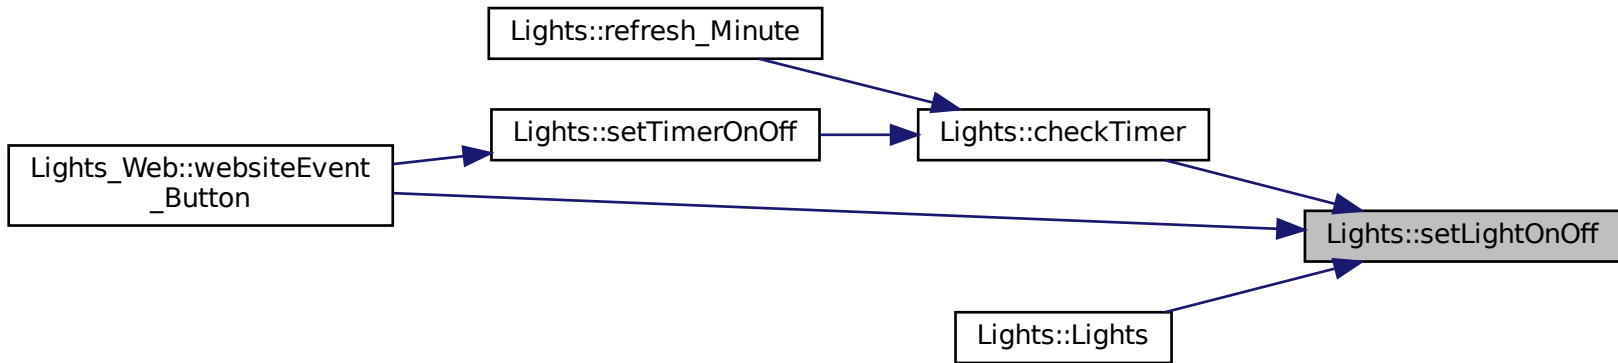 Lights::refresh_Minute
Lights::setTimerOnOff
Lights::checkTimer
Lights_Web::websiteEvent
_Button
Lights::setLightOnOff
Lights::Lights